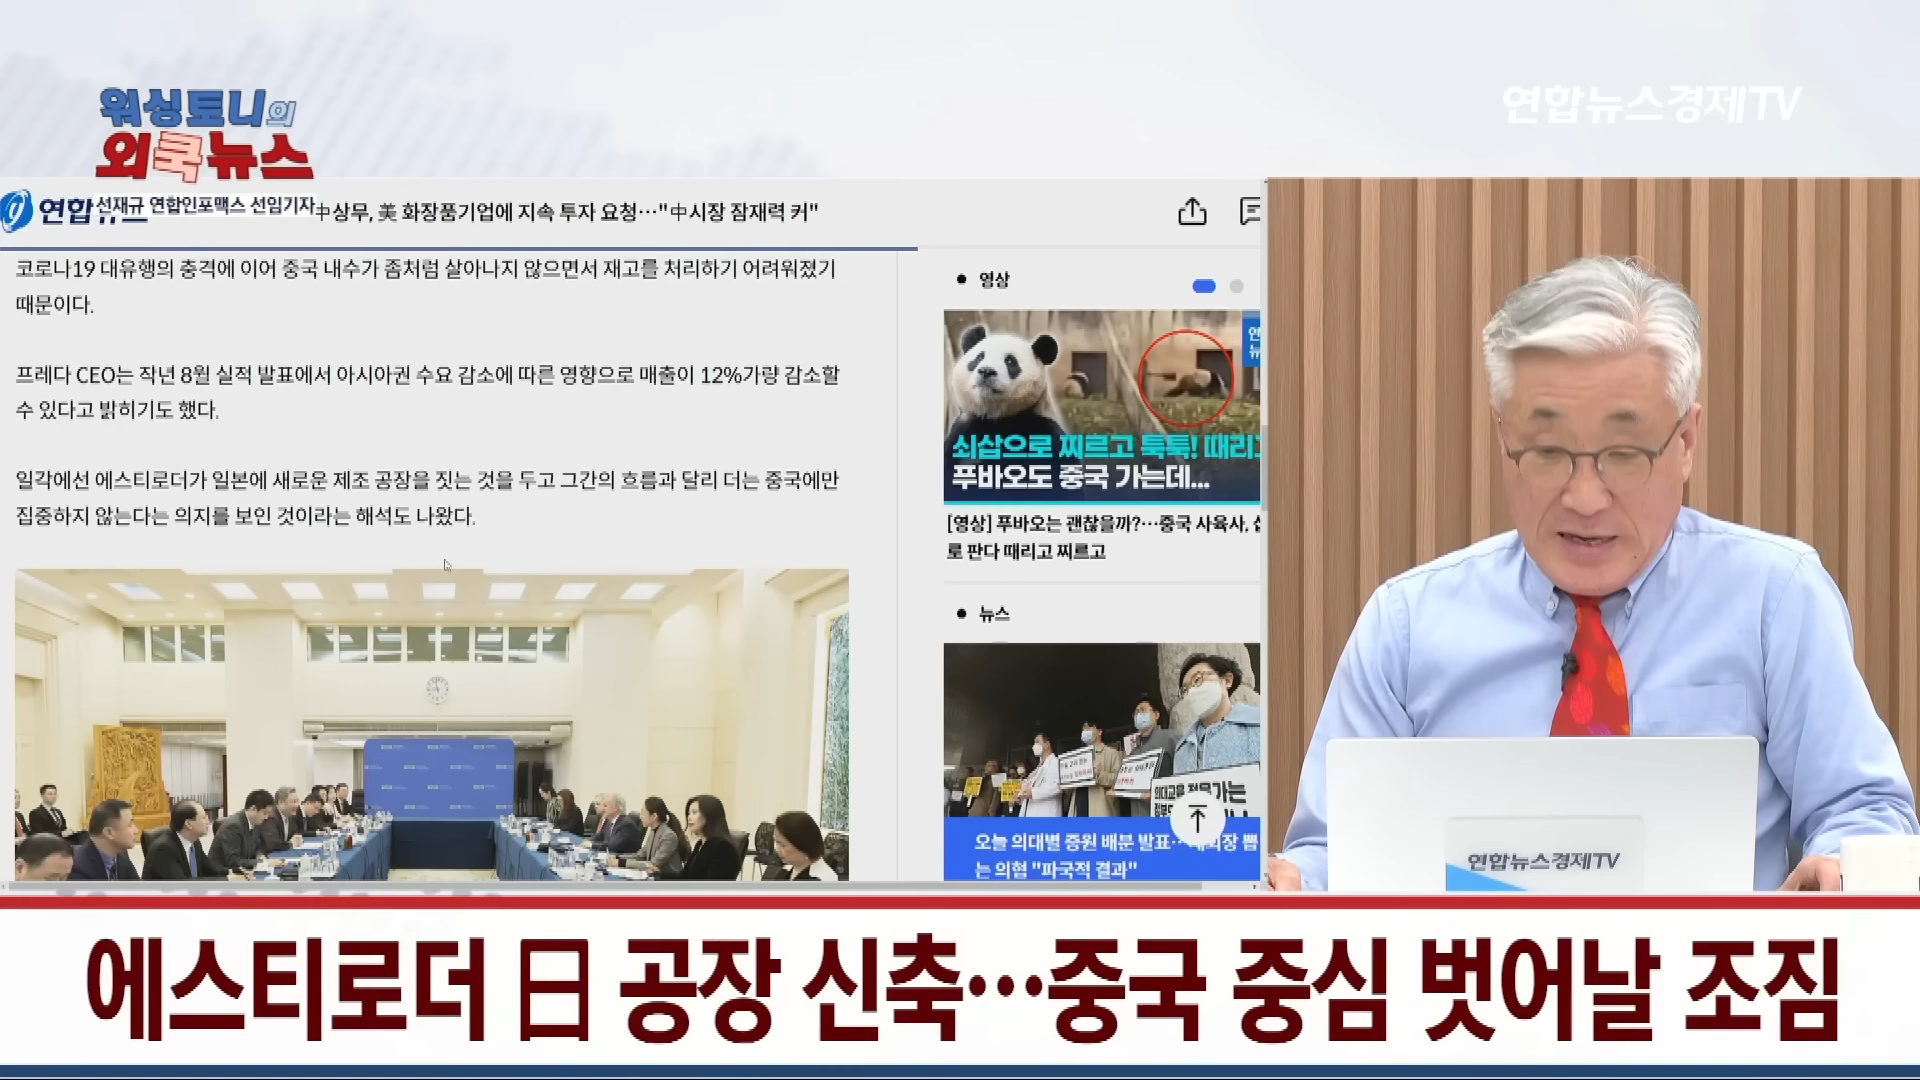 워싱토니의
외쿡뉴스
연합뉴스경제TV
연합뉴스
선재규 연합인포맥스 선임기자
中상무, 美 화장품기업에 지속 투자 요청…"中시장 잠재력 커"
코로나19 대유행의 충격에 이어 중국 내수가 좀처럼 살아나지 않으면서 재고를 처리하기 어려워졌기
때문이다.
프레다 CEO는 작년 8월 실적 발표에서 아시아권 수요 감소에 따른 영향으로 매출이 12%가량 감소할
수 있다고 밝히기도 했다.
일각에선 에스티로더가 일본에 새로운 제조 공장을 짓는 것을 두고 그간의 흐름과 달리 더는 중국에만
집중하지 않는다는 의지를 보인 것이라는 해석도 나왔다.
영상
쇠삽으로 찌르고 툭툭! 때리
푸바오도 중국 가는데...
[영상] 푸바오는 괜찮을까?…중국 사육사, 삽
로 판다 때리고 찌르고
뉴스
오늘 의대별 증원 배분 발표…
는 의협 "파국적 결과"
연합뉴스경제TV
에스티로더 日 공장 신축…중국 중심 벗어날 조짐